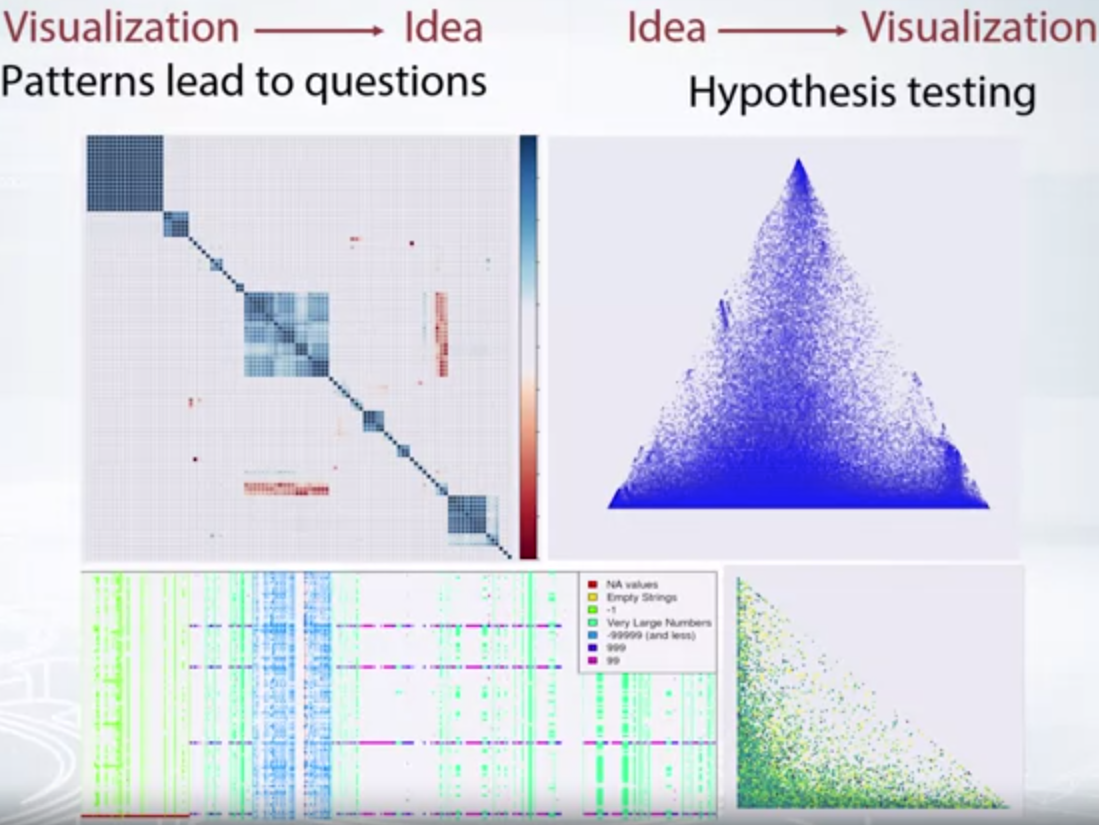 Visualization → Idea
Patterns lead to questions
Idea → Visualization
Hypothesis testing
NA values
Empty Strings
-1
Very Large Numbers
-99999 (and less)
999
99